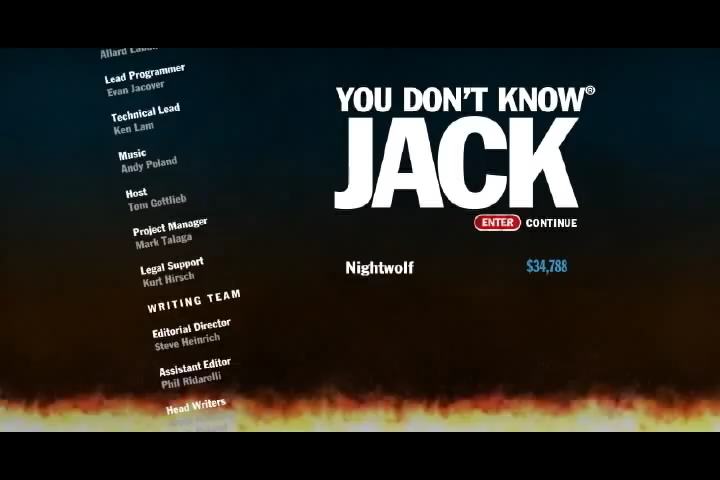 Allard
Lead Programmer
Evan Jacover
Technical Lead
Ken Lam
Music
Andy Poland
Host
Tom Gottlieb
Project Manager
Mark Talaga
Legal Support
Kurt Hirsch
WRITING TEAM
Editorial Director
Steve Heinrich
Assistant Editor
Phil Ridarelli
Head Writers
YOU DON'T KNOW®
JACK
ENTER CONTINUE
Nightwolf $34,788